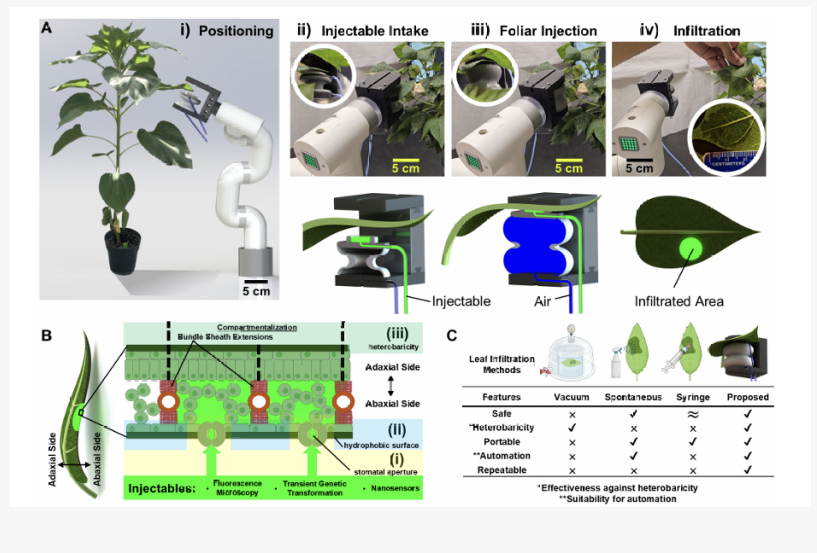 A
i) Positioning
5 cm
ii) Injectable Intake
5 cm
iii) Foliar Injection
5 cm
iv) Infiltration
5 cm
CENTIMETERS
Injectable
Air
Infiltrated Area
B
Adaxial Side
Abaxial Side
Compartmentalization
Bundle Sheath Extensions
(iii)
heterobaricity
Adaxial Side
Abaxial Side
(ii)
hydrophobic surface
(i)
stomatal aperture
Injectables: • Fluorescence Microscopy • Transient Genetic Transformation • Nanosensors
C
Leaf Infiltration
Methods
Features Vacuum Spontaneous Syringe Proposed
Safe × ✓ ≈ ✓
*Heterobaricity ✓ × × ✓
Portable × ✓ ✓ ✓
**Automation × ✓ × ✓
Repeatable × × × ✓
*Effectiveness against heterobaricity
**Suitability for automation